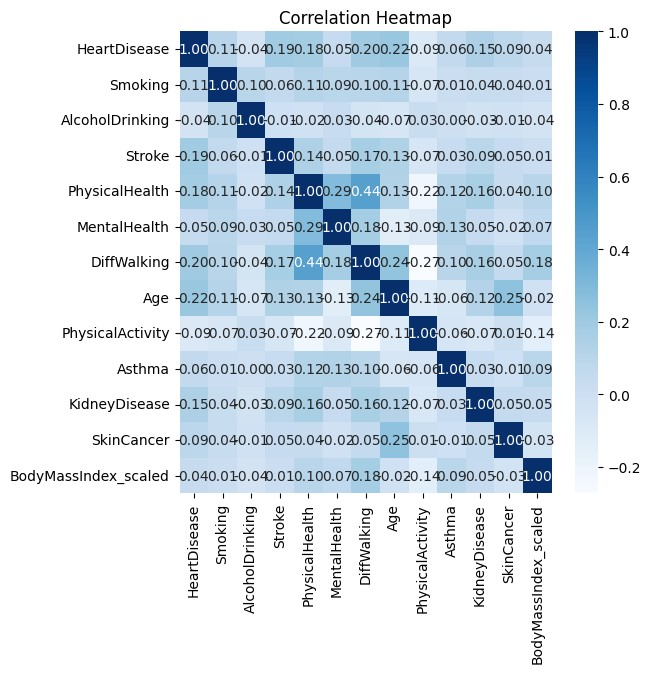 Correlation Heatmap
HeartDisease 1.00 0.11 -0.04 0.19 0.18 0.05 0.20 0.22 -0.09 0.06 0.15 0.09 0.04
Smoking 0.11 1.00 0.10 0.06 0.11 0.09 0.10 0.11 -0.07 0.01 0.04 0.04 0.01
AlcoholDrinking -0.04 0.10 1.00 -0.01 -0.02 0.03 -0.04 -0.07 0.03 0.00 -0.03 -0.01 -0.04
Stroke 0.19 0.06 -0.01 1.00 0.14 0.05 0.17 0.13 -0.07 0.03 0.09 0.05 0.01
PhysicalHealth 0.18 0.11 -0.02 0.14 1.00 0.29 0.44 0.13 -0.22 0.12 0.16 0.04 0.10
MentalHealth 0.05 0.09 0.03 0.05 0.29 1.00 0.18 -0.13 -0.09 0.13 0.05 -0.02 0.07
DiffWalking 0.20 0.10 -0.04 0.17 0.44 0.18 1.00 0.24 -0.27 0.10 0.16 0.05 0.18
Age 0.22 0.11 -0.07 0.13 0.13 -0.13 0.24 1.00 -0.11 -0.06 0.12 0.25 -0.02
PhysicalActivity -0.09 -0.07 0.03 -0.07 -0.22 -0.09 -0.27 -0.11 1.00 -0.06 -0.07 -0.01 -0.14
Asthma 0.06 0.01 0.00 0.03 0.12 0.13 0.10 -0.06 -0.06 1.00 0.03 -0.01 0.09
KidneyDisease 0.15 0.04 -0.03 0.09 0.16 0.05 0.16 0.12 -0.07 0.03 1.00 0.05 0.05
SkinCancer 0.09 0.04 -0.01 0.05 0.04 -0.02 0.05 0.25 -0.01 -0.01 0.05 1.00 -0.03
BodyMassIndex_scaled 0.04 0.01 -0.04 0.01 0.10 0.07 0.18 -0.02 -0.14 0.09 0.05 -0.03 1.00
HeartDisease
Smoking
AlcoholDrinking
Stroke
PhysicalHealth
MentalHealth
DiffWalking
Age
PhysicalActivity
Asthma
KidneyDisease
SkinCancer
BodyMassIndex_scaled
1.0
0.8
0.6
0.4
0.2
0.0
−0.2